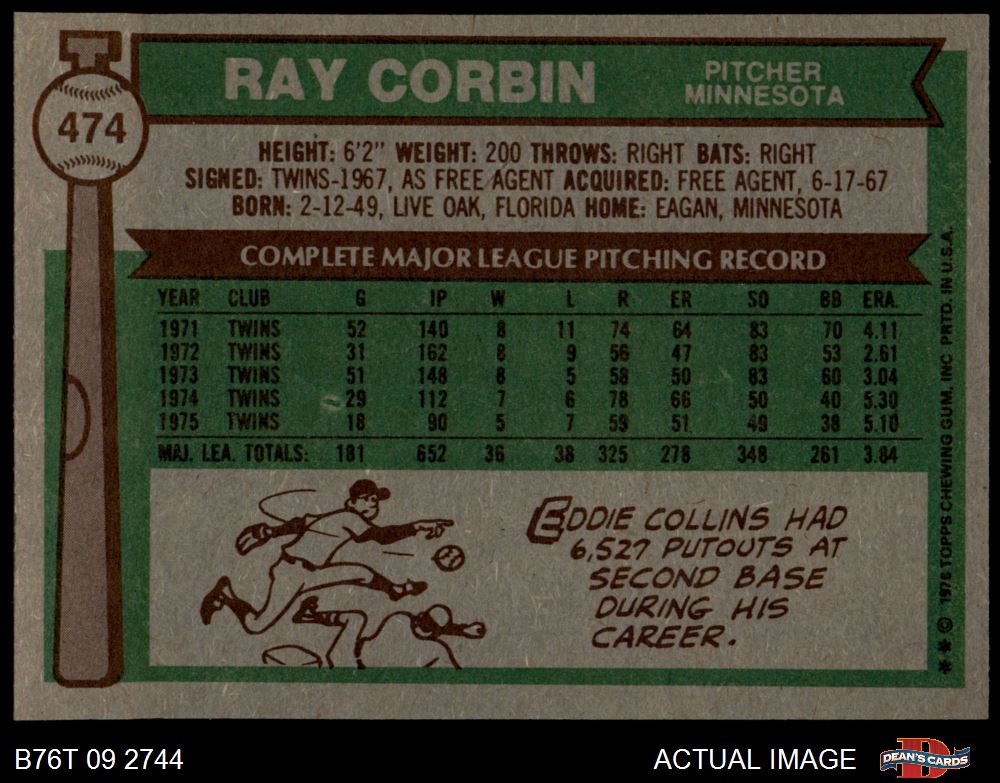 474
RAY CORBIN
PITCHER
MINNESOTA
HEIGHT: 6'2" WEIGHT: 200 THROWS: RIGHT BATS: RIGHT
SIGNED: TWINS-1967, AS FREE AGENT ACQUIRED: FREE AGENT, 6-17-67
BORN: 2-12-49, LIVE OAK, FLORIDA HOME: EAGAN, MINNESOTA
COMPLETE MAJOR LEAGUE PITCHING RECORD
YEAR CLUB G IP W L R ER SO BB ERA.
1971 TWINS 52 140 8 11 74 64 83 70 4.11
1972 TWINS 31 162 8 9 56 47 83 53 2.61
1973 TWINS 51 148 8 5 58 50 83 60 3.04
1974 TWINS 29 112 7 6 78 66 50 40 5.30
1975 TWINS 18 90 5 7 59 51 49 38 5.10
MAJ. LEA. TOTALS: 181 652 36 38 325 278 348 261 3.84
EDDIE COLLINS HAD
6,527 PUTOUTS AT
SECOND BASE
DURING HIS
CAREER.
** © 1976 TOPPS CHEWING GUM, INC PRTD. IN U.S.A.
B76T 09 2744
ACTUAL IMAGE
DEAN'S CARDS